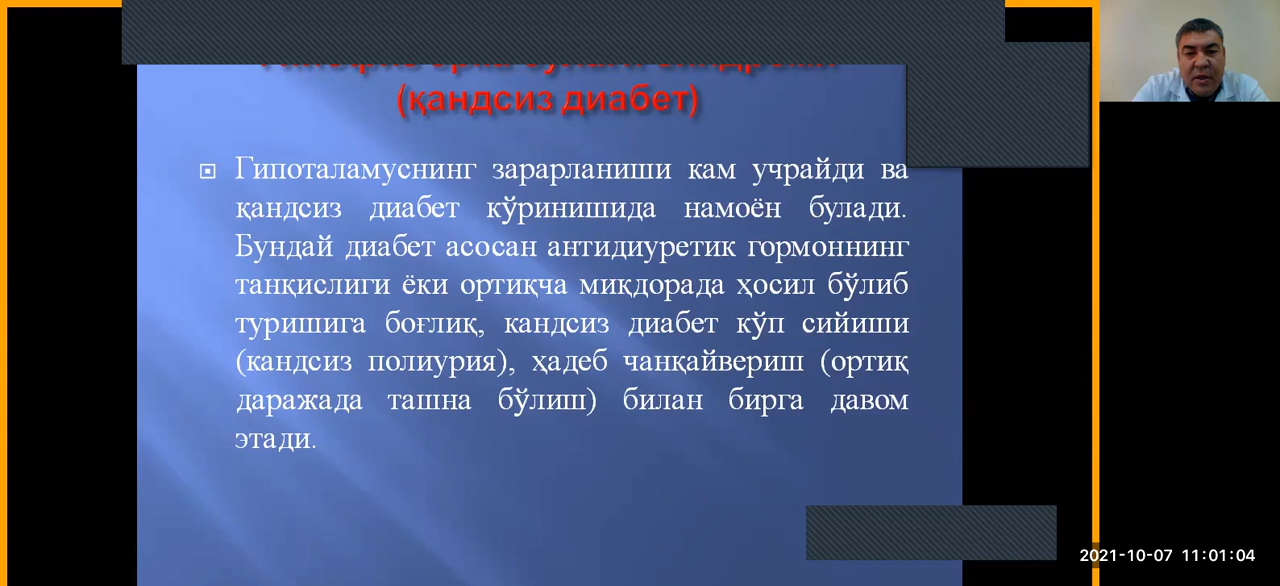 (қандсиз диабет)
Гипоталамуснинг зарарланиши кам учрайди ва
қандсиз диабет кўринишида намоён булади.
Бундай диабет асосан антидиуретик гормоннинг
танқислиги ёки ортиқча миқдорада ҳосил бўлиб
туришига боғлиқ, кандсиз диабет кўп сийиши
(кандсиз полиурия), ҳадеб чанқайвериш (ортиқ
даражада ташна бўлиш) билан бирга давом
этади.
2021-10-07 11:01:04